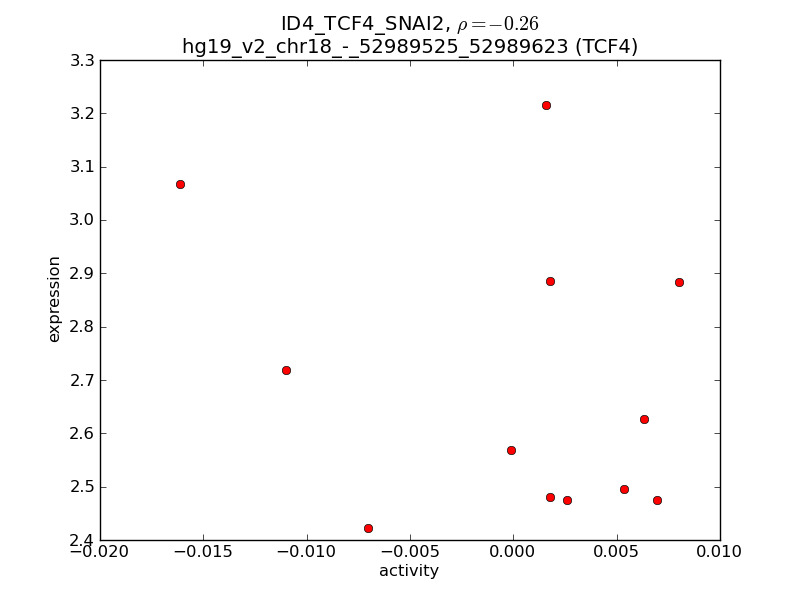 ID4_TCF4_SNAI2, ρ = −0.26
hg19_v2_chr18_-_52989525_52989623 (TCF4)
3.3
3.2
3.1
3.0
2.9
2.8
2.7
2.6
2.5
2.4
expression
−0.020 −0.015 −0.010 −0.005 0.000 0.005 0.010
activity